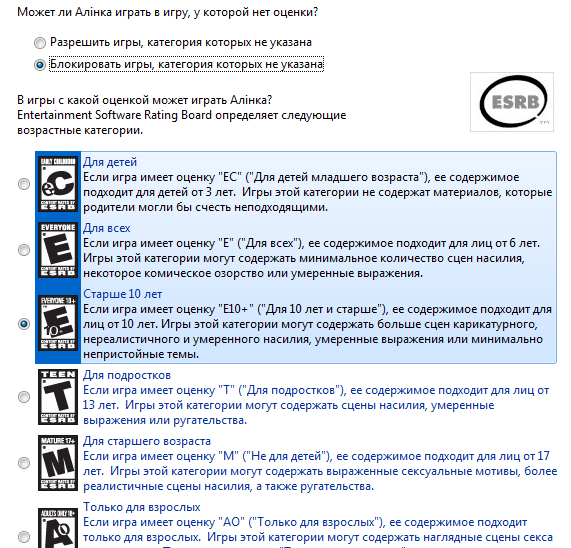 Может ли Алінка играть в игру, у которой нет оценки?
Разрешить игры, категория которых не указана
Блокировать игры, категория которых не указана
ESRB
TM
В игры с какой оценкой может играть Алінка?
Entertainment Software Rating Board определяет следующие
возрастные категории.
EARLY CHILDHOOD
eC
CONTENT RATED BY
ESRB
Для детей
Если игра имеет оценку "EC" ("Для детей младшего возраста"), ее содержимое
подходит для детей от 3 лет. Игры этой категории не содержат материалов, которые
родители могли бы счесть неподходящими.
EVERYONE
E
CONTENT RATED BY
ESRB
Для всех
Если игра имеет оценку "E" ("Для всех"), ее содержимое подходит для лиц от 6 лет.
Игры этой категории могут содержать минимальное количество сцен насилия,
некоторое комическое озорство или умеренные выражения.
EVERYONE 10+
E
10+
CONTENT RATED BY
ESRB
Старше 10 лет
Если игра имеет оценку "E10+" ("Для 10 лет и старше"), ее содержимое подходит для
лиц от 10 лет. Игры этой категории могут содержать больше сцен карикатурного,
нереалистичного и умеренного насилия, умеренные выражения или минимально
непристойные темы.
TEEN
T
CONTENT RATED BY
ESRB
Для подростков
Если игра имеет оценку "T" ("Для подростков"), ее содержимое подходит для лиц от
13 лет. Игры этой категории могут содержать сцены насилия, умеренные
выражения или ругательства.
MATURE 17+
M
CONTENT RATED BY
ESRB
Для старшего возраста
Если игра имеет оценку "M" ("Не для детей"), ее содержимое подходит для лиц от 17
лет. Игры этой категории могут содержать выраженные сексуальные мотивы, более
реалистичные сцены насилия, а также ругательства.
ADULTS ONLY 18+
AO
Только для взрослых
Если игра имеет оценку "AO" ("Только для взрослых"), ее содержимое подходит
только для взрослых. Игры этой категории могут содержать наглядные сцены секса